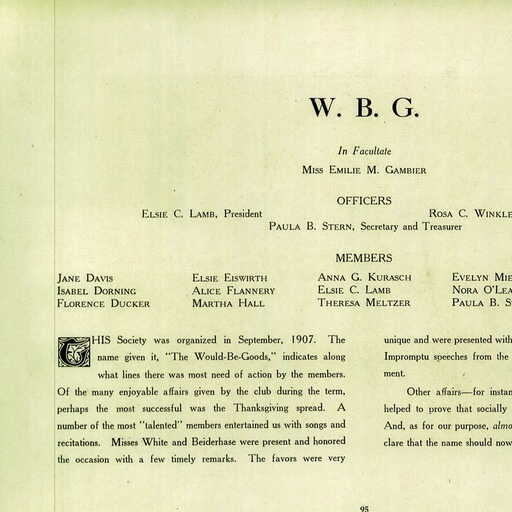 W. B. G.
In Facultate
MISS EMILIE M. GAMBIER
OFFICERS
ELSIE C. LAMB, President ROSA C.
PAULA B. STERN, Secretary and Treasurer
MEMBERS
JANE DAVIS ELSIE EISWIRTH ANNA G. KURASCH EVELYN
ISABEL DORNING ALICE FLANNERY ELSIE C. LAMB NORA
FLORENCE DUCKER MARTHA HALL THERESA MELTZER PAULA B.
THIS Society was organized in September, 1907. The
name given it, "The Would-Be-Goods," indicates along
what lines there was most need of action by the members.
Of the many enjoyable affairs given by the club during the term,
perhaps the most successful was the Thanksgiving spread. A
number of the most "talented" members entertained us with songs and
recitations. Misses White and Beiderhase were present and honored
the occasion with a few timely remarks. The favors were very
unique and were presented with
Impromptu speeches from the
ment.
Other affairs—for
helped to prove that socially
And, as for our purpose,
clare that the name should now
95